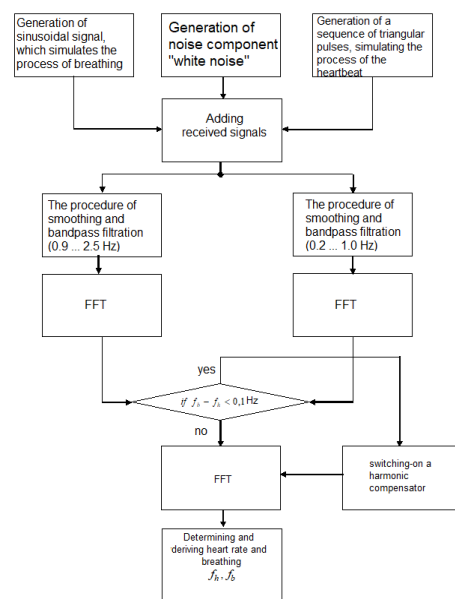 Generation of
sinusoidal signal,
which simulates the
process of breathing
Generation of
noise component
"white noise"
Generation of a
sequence of triangular
pulses, simulating the
process of the
heartbeat
Adding
received signals
The procedure of
smoothing and
bandpass filtration
(0.9 ... 2.5 Hz)
The procedure of
smoothing and
bandpass filtration
(0.2 ... 1.0 Hz)
FFT
FFT
yes
if f_h - f_b < 0,1 Hz
no
FFT
switching-on a
harmonic
compensator
Determining and
deriving heart rate and
breathing
f_h, f_b